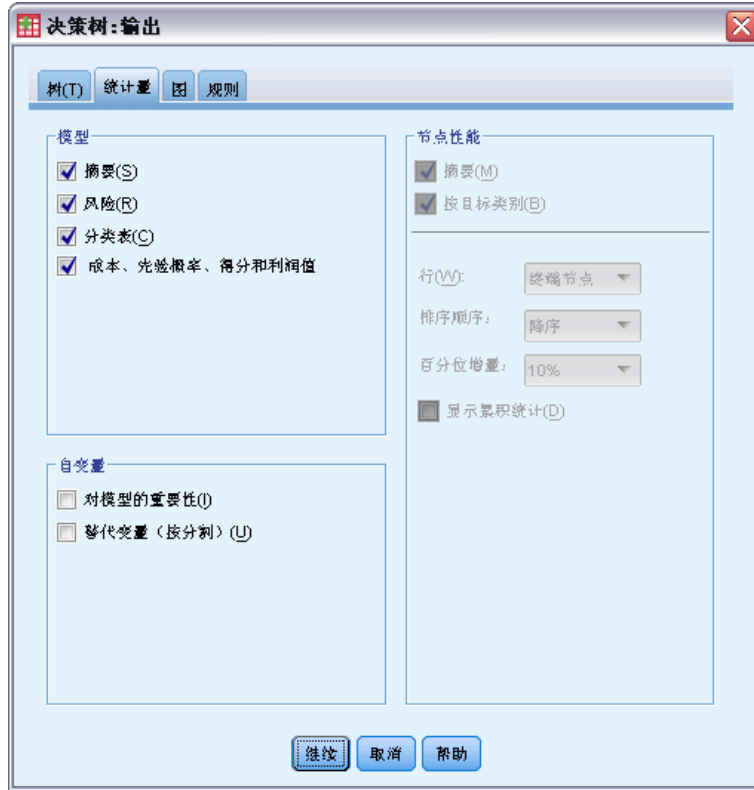 决策树:输出
树(T) 统计量 图 规则
模型
摘要(S)
风险(R)
分类表(C)
成本、先验概率、得分和利润值
自变量
对模型的重要性(I)
替代变量（按分割）(U)
节点性能
摘要(M)
按目标类别(B)
行(W): 终端节点
排序顺序: 降序
百分位增量: 10%
显示累积统计(D)
继续 取消 帮助